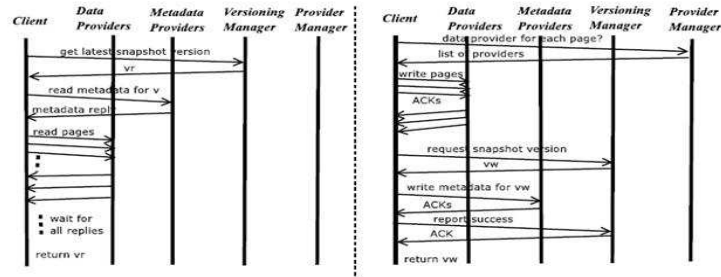 Client
Data
Providers
Metadata
Providers
Versioning
Manager
Provider
Manager
get latest snapshot version
vr
read metadata for v
metadata reply
read pages
wait for
all replies
return vr
Client
Data
Providers
Metadata
Providers
Versioning
Manager
Provider
Manager
data provider for each page?
list of providers
write pages
ACKs
request snapshot version
vw
write metadata for vw
ACKs
report success
ACK
return vw